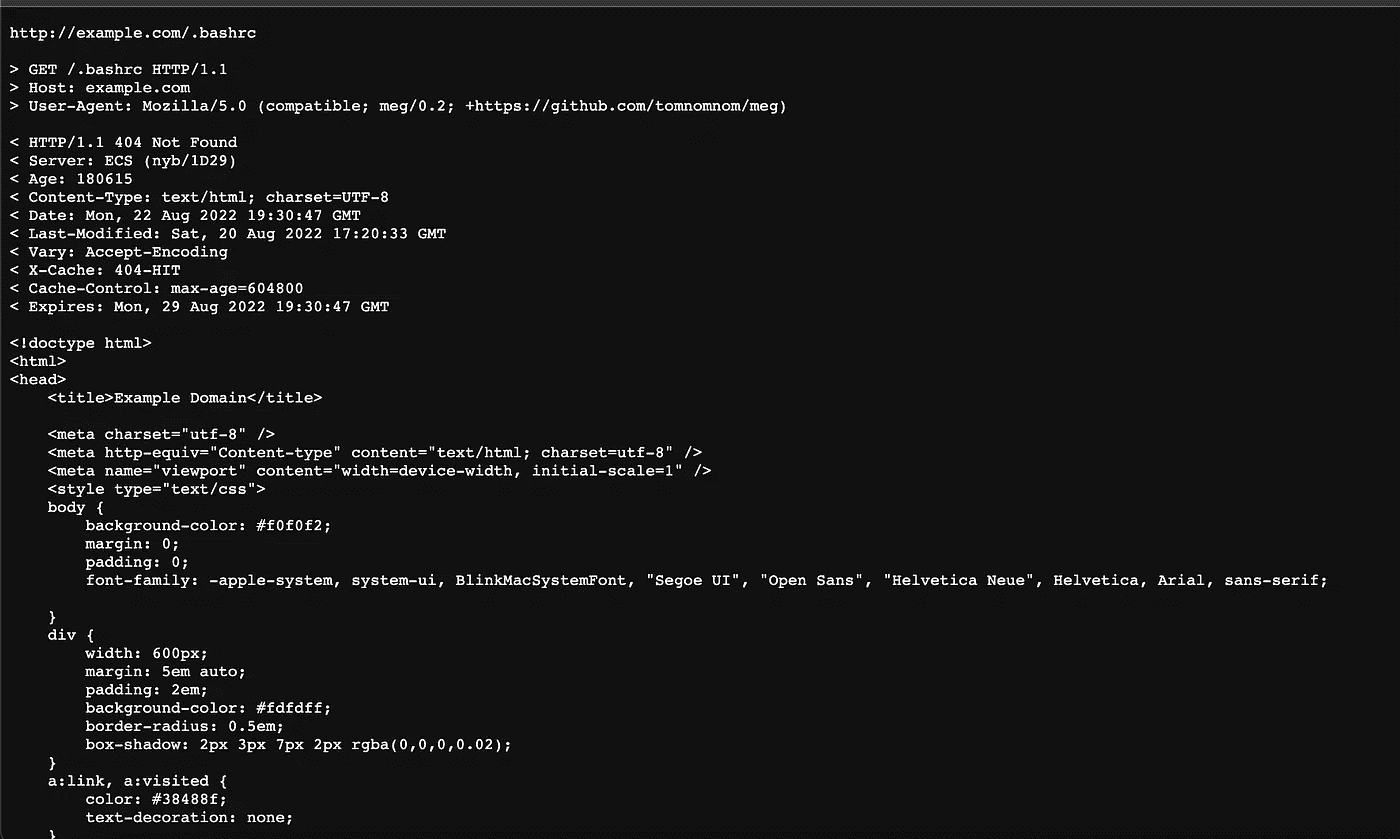 http://example.com/.bashrc
> GET /.bashrc HTTP/1.1
> Host: example.com
> User-Agent: Mozilla/5.0 (compatible; meg/0.2; +https://github.com/tomnomnom/meg)
< HTTP/1.1 404 Not Found
< Server: ECS (nyb/1D29)
< Age: 180615
< Content-Type: text/html; charset=UTF-8
< Date: Mon, 22 Aug 2022 19:30:47 GMT
< Last-Modified: Sat, 20 Aug 2022 17:20:33 GMT
< Vary: Accept-Encoding
< X-Cache: 404-HIT
< Cache-Control: max-age=604800
< Expires: Mon, 29 Aug 2022 19:30:47 GMT
<!doctype html>
<html>
<head>
    <title>Example Domain</title>
    <meta charset="utf-8" />
    <meta http-equiv="Content-type" content="text/html; charset=utf-8" />
    <meta name="viewport" content="width=device-width, initial-scale=1" />
    <style type="text/css">
    body {
        background-color: #f0f0f2;
        margin: 0;
        padding: 0;
        font-family: -apple-system, system-ui, BlinkMacSystemFont, "Segoe UI", "Open Sans", "Helvetica Neue", Helvetica, Arial, sans-serif;
    }
    div {
        width: 600px;
        margin: 5em auto;
        padding: 2em;
        background-color: #fdfdff;
        border-radius: 0.5em;
        box-shadow: 2px 3px 7px 2px rgba(0,0,0,0.02);
    }
    a:link, a:visited {
        color: #38488f;
        text-decoration: none;
    }